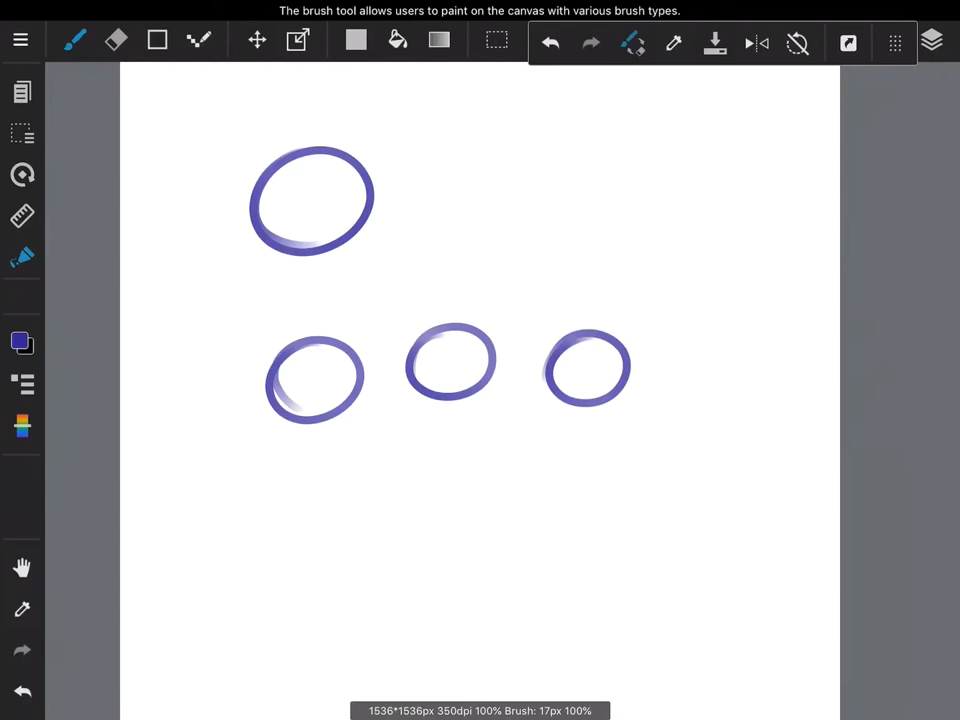 The brush tool allows users to paint on the canvas with various brush types.
1536*1536px 350dpi 100% Brush: 17px 100%